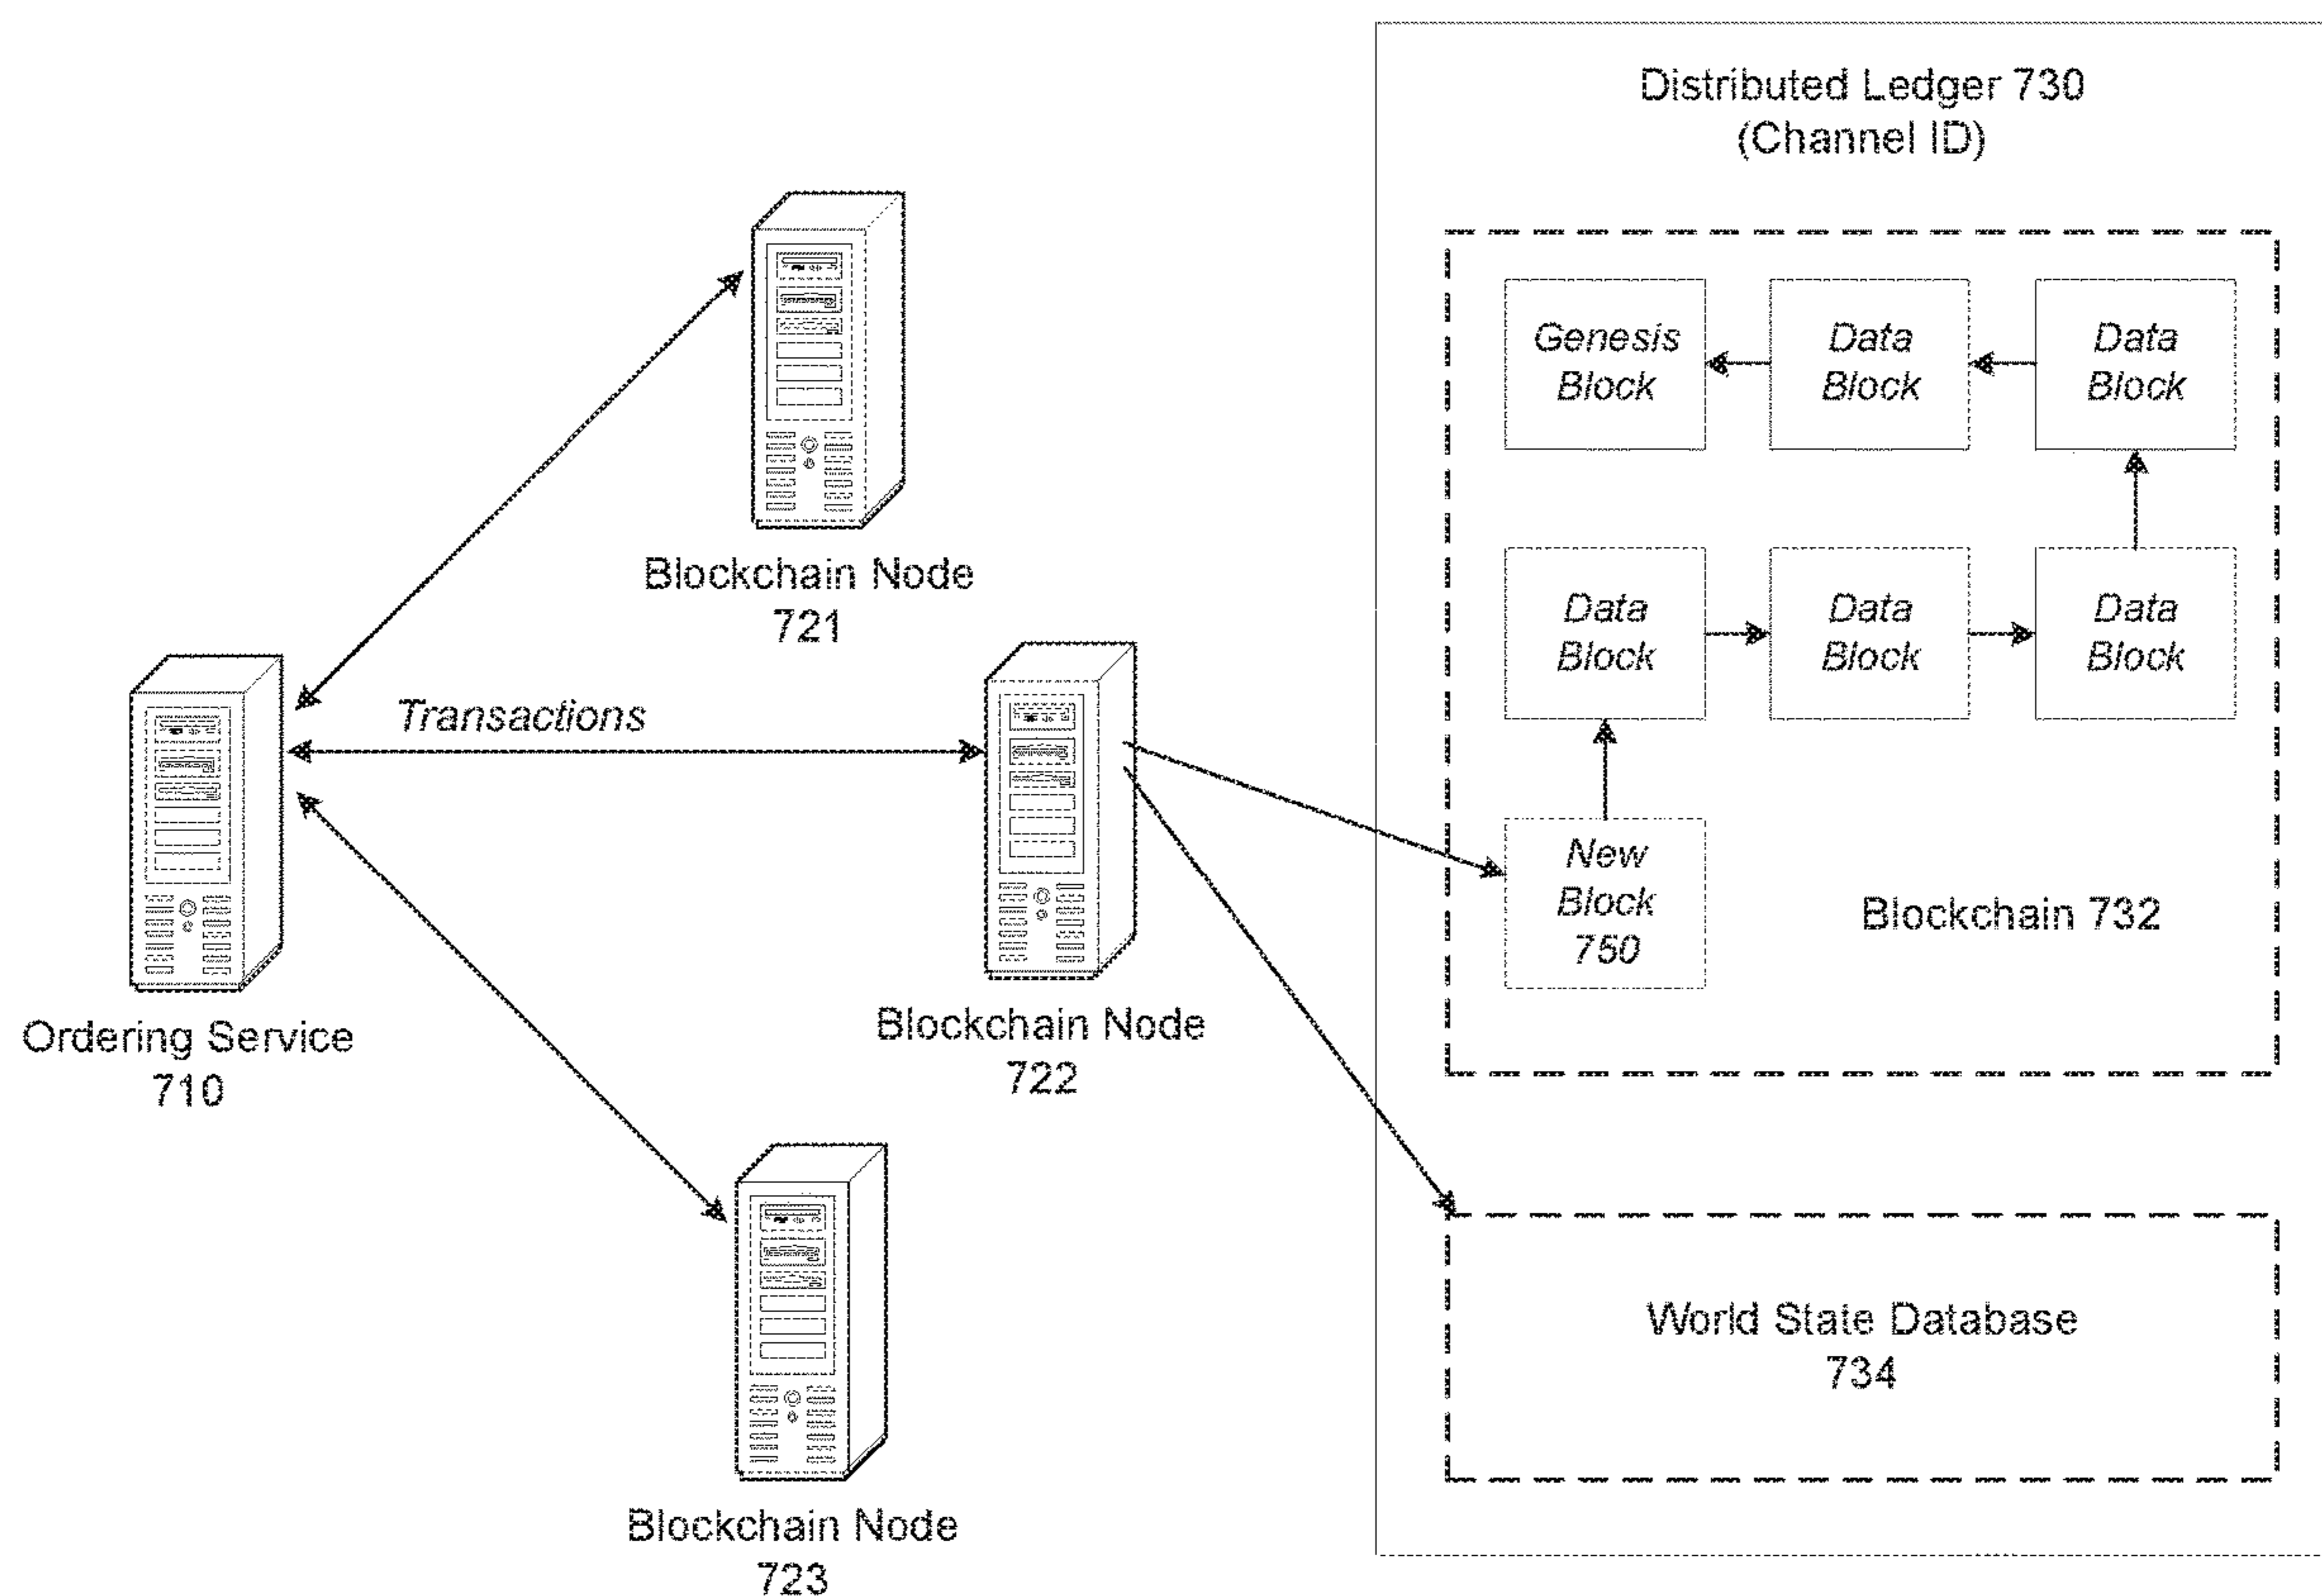 Distributed Ledger 730
(Channel ID)
Genesis
Block
Data
Block
Data
Block
Blockchain Node
721
Data
Block
Data
Block
Data
Block
Transactions
New
Block
750
Blockchain 732
Ordering Service
710
Blockchain Node
722
World State Database
734
Blockchain Node
723